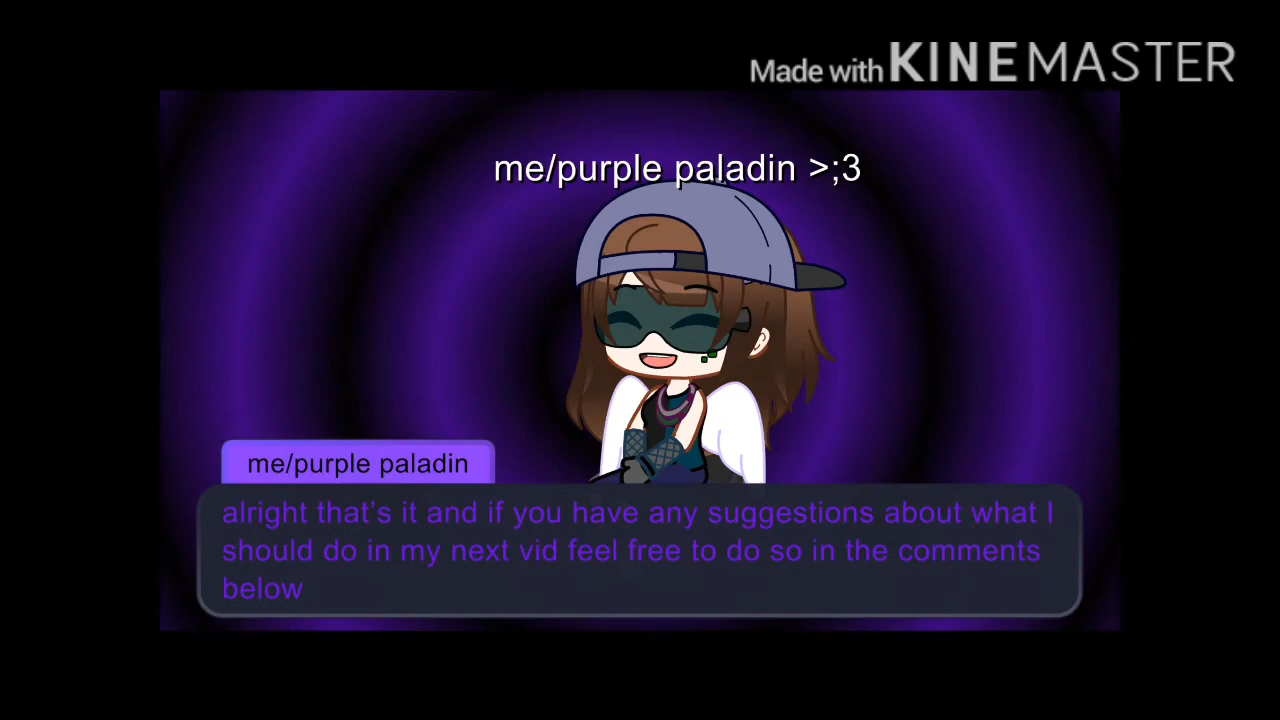 Made with KINEMASTER
me/purple paladin >;3
me/purple paladin
alright that's it and if you have any suggestions about what I
should do in my next vid feel free to do so in the comments
below